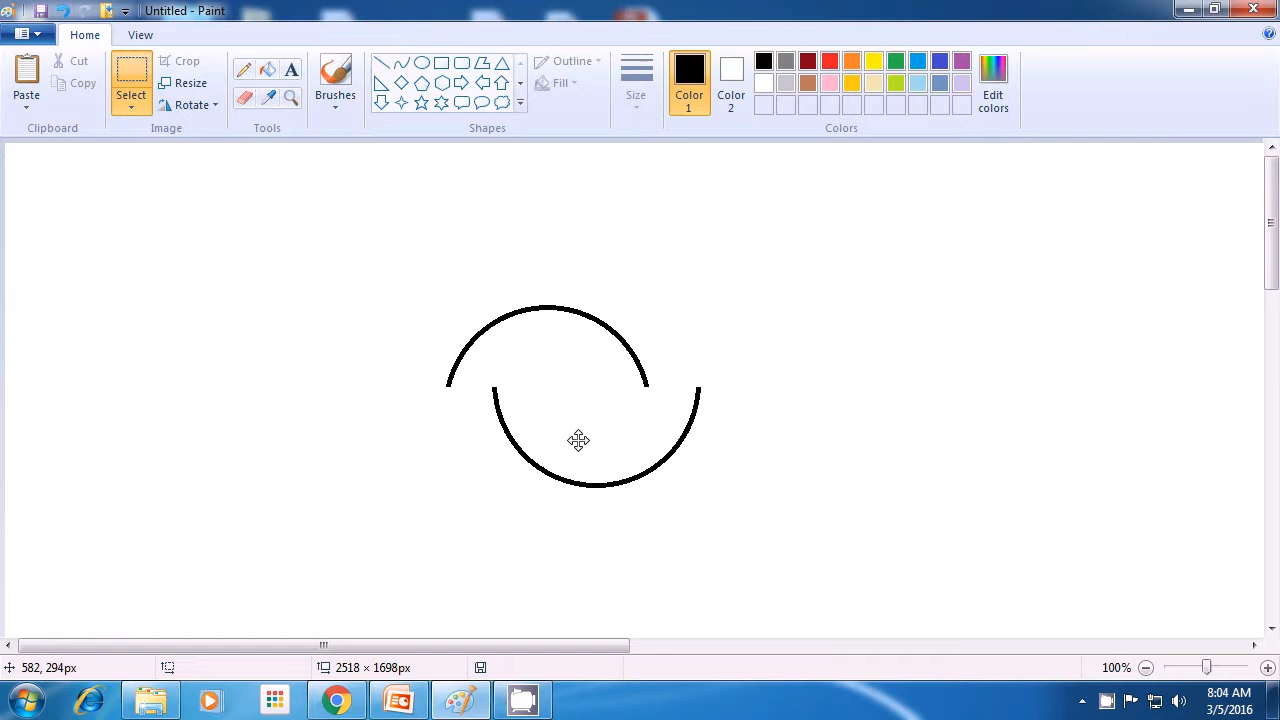 Untitled - Paint
Home View
Paste
Cut
Copy
Clipboard
Select
Crop
Resize
Rotate
Image
A
Tools
Brushes
Outline
Fill
Shapes
Size
Color 1
Color 2
Edit colors
Colors
582, 294px
2518 × 1698px
100%
8:04 AM
3/5/2016